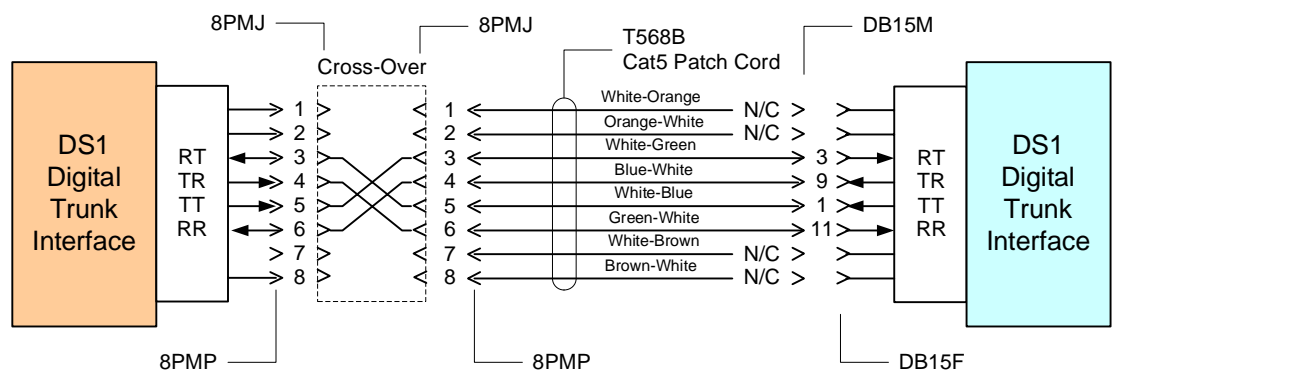 8PMJ
8PMJ
T568B
Cat5 Patch Cord
DB15M
Cross-Over
DS1
Digital
Trunk
Interface
RT
TR
TT
RR
1
2
3
4
5
6
7
8
1
2
3
4
5
6
7
8
White-Orange
Orange-White
White-Green
Blue-White
White-Blue
Green-White
White-Brown
Brown-White
N/C
N/C
3
9
1
11
N/C
N/C
RT
TR
TT
RR
DS1
Digital
Trunk
Interface
8PMP
8PMP
DB15F